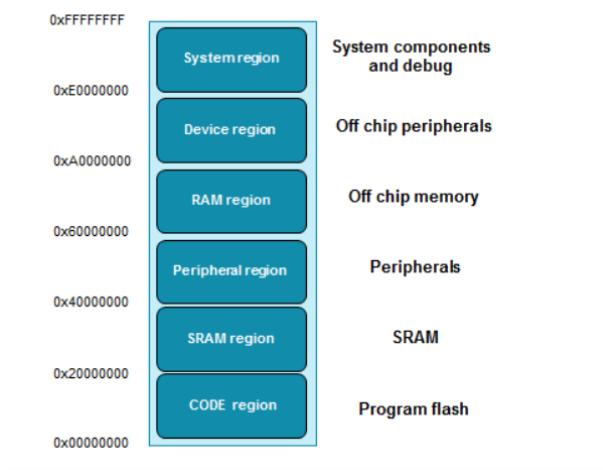 0xFFFFFFFF
System region
System components
and debug
0xE0000000
Device region
Off chip peripherals
0xA0000000
RAM region
Off chip memory
0x60000000
Peripheral region
Peripherals
0x40000000
SRAM region
SRAM
0x20000000
CODE region
Program flash
0x00000000